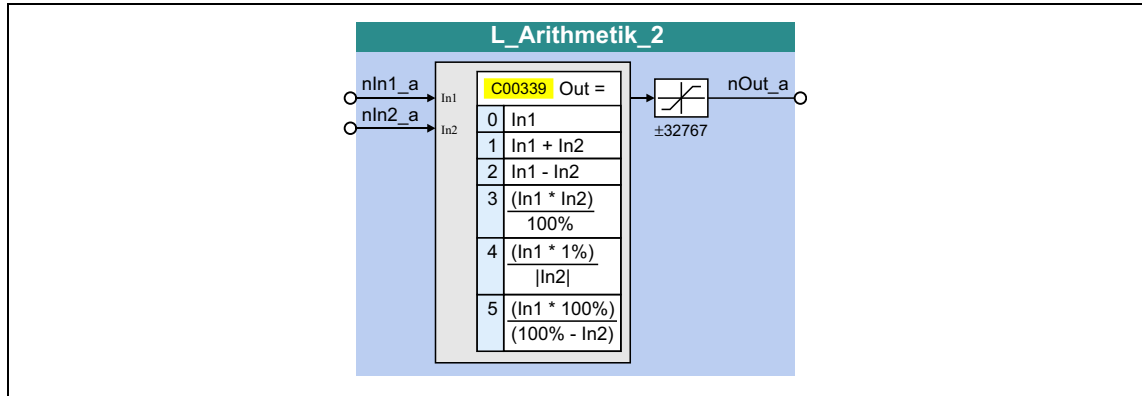 L_Arithmetik_2
nIn1_a
nIn2_a
In1
In2
C00339 Out =
0 In1
1 In1 + In2
2 In1 - In2
3 (In1 * In2)
100%
4 (In1 * 1%)
|In2|
5 (In1 * 100%)
(100% - In2)
±32767
nOut_a